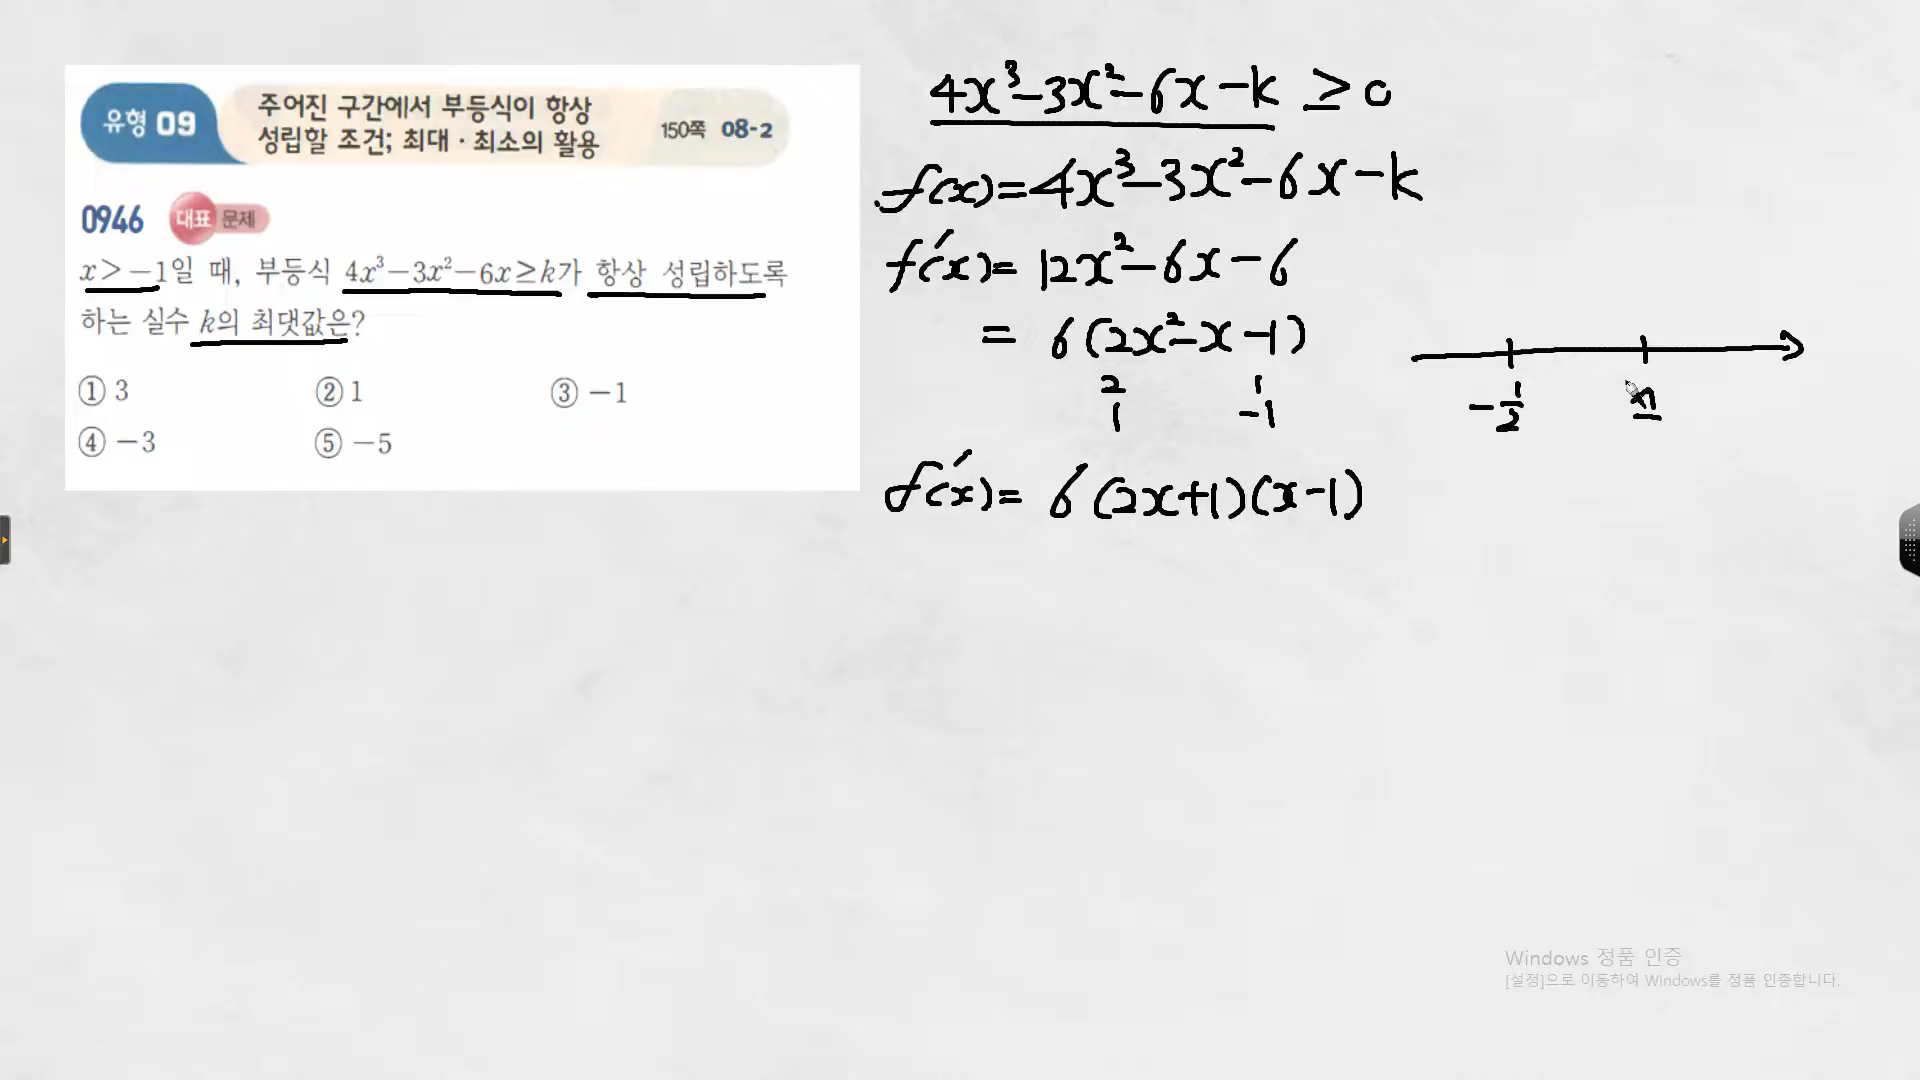 유형 09 주어진 구간에서 부등식이 항상
성립할 조건; 최대·최소의 활용 150쪽 08-2
0946 대표 문제
x>-1일 때, 부등식 4x³-3x²-6x≥k가 항상 성립하도록
하는 실수 k의 최댓값은?
① 3 ② 1 ③ -1
④ -3 ⑤ -5
4x³-3x²-6x-k ≥0
f(x)=4x³-3x²-6x-k
f'(x)=12x²-6x-6
= 6(2x²-x-1)
2 1
1 -1
-1/2
f'(x)= 6(2x+1)(x-1)
Windows 정품 인증
[설정]으로 이동하여 Windows를 정품 인증합니다.